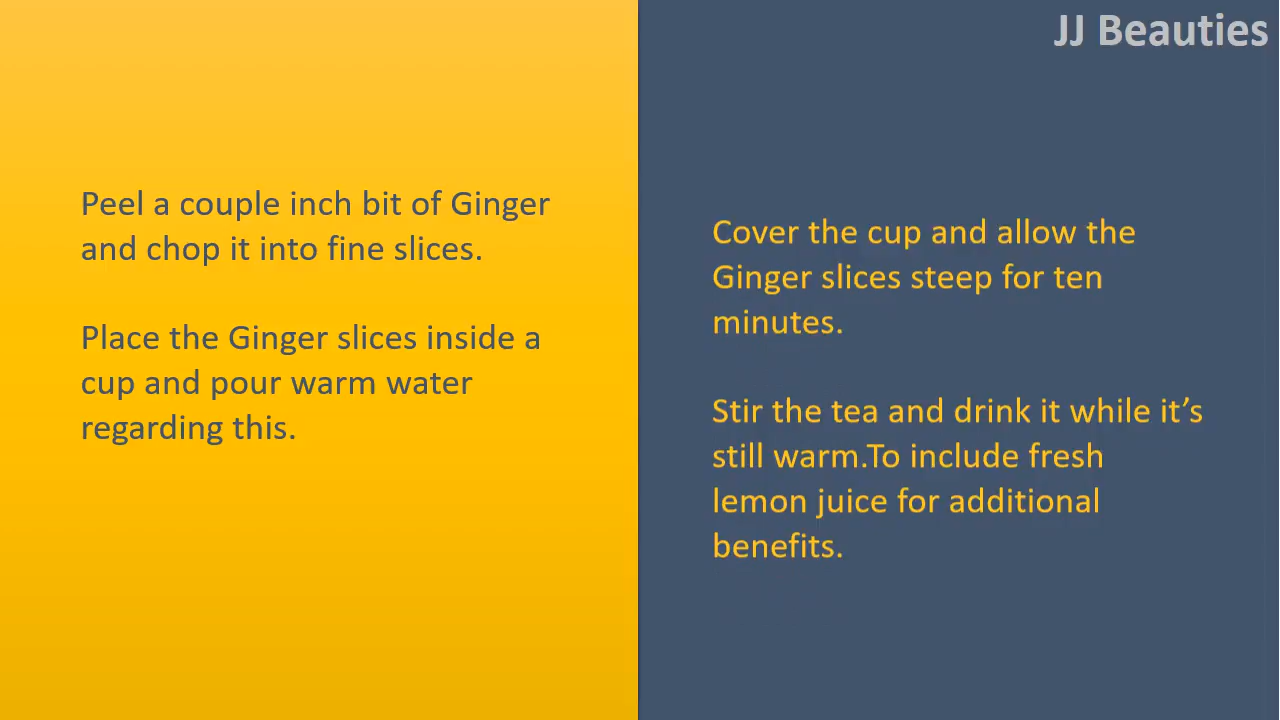 JJ Beauties
Peel a couple inch bit of Ginger
and chop it into fine slices.
Place the Ginger slices inside a
cup and pour warm water
regarding this.
Cover the cup and allow the
Ginger slices steep for ten
minutes.
Stir the tea and drink it while it’s
still warm.To include fresh
lemon juice for additional
benefits.